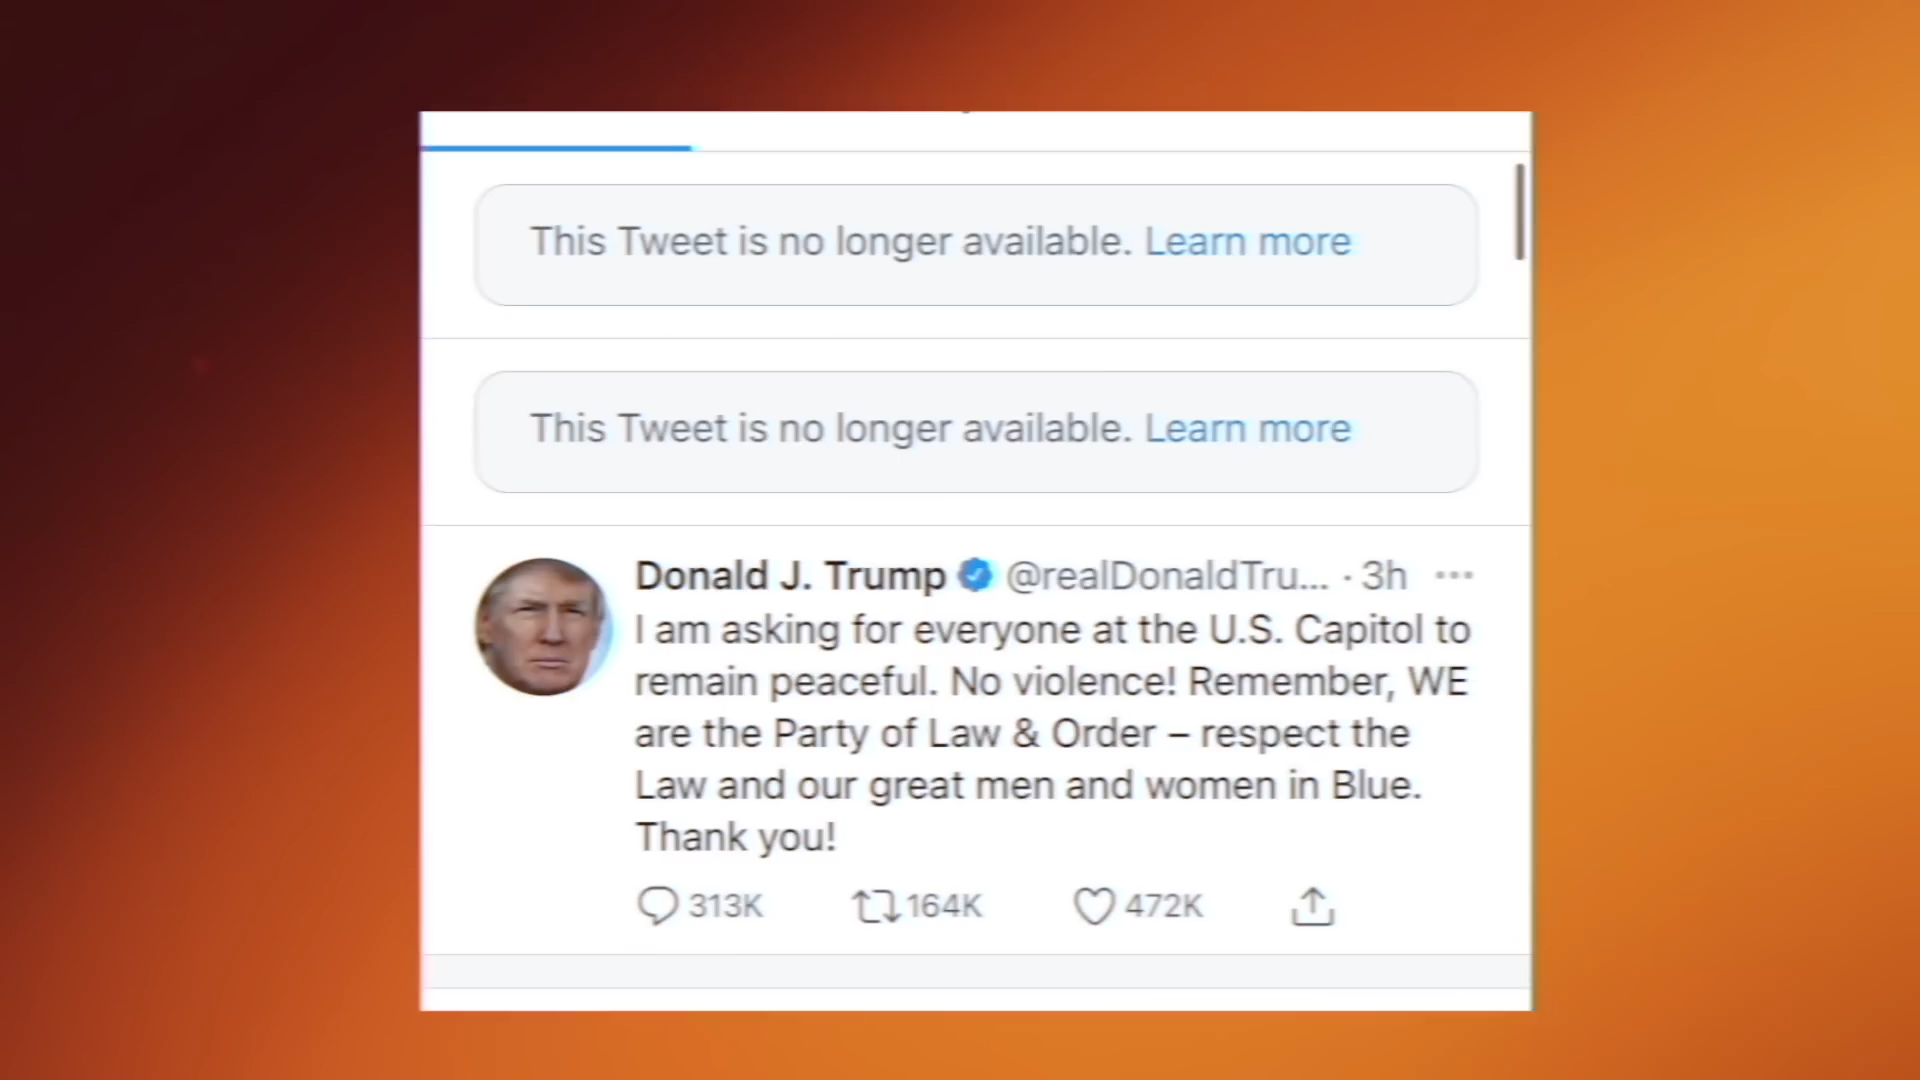 This Tweet is no longer available. Learn more
This Tweet is no longer available. Learn more
Donald J. Trump @realDonaldTru... · 3h
I am asking for everyone at the U.S. Capitol to
remain peaceful. No violence! Remember, WE
are the Party of Law & Order – respect the
Law and our great men and women in Blue.
Thank you!
313K 164K 472K